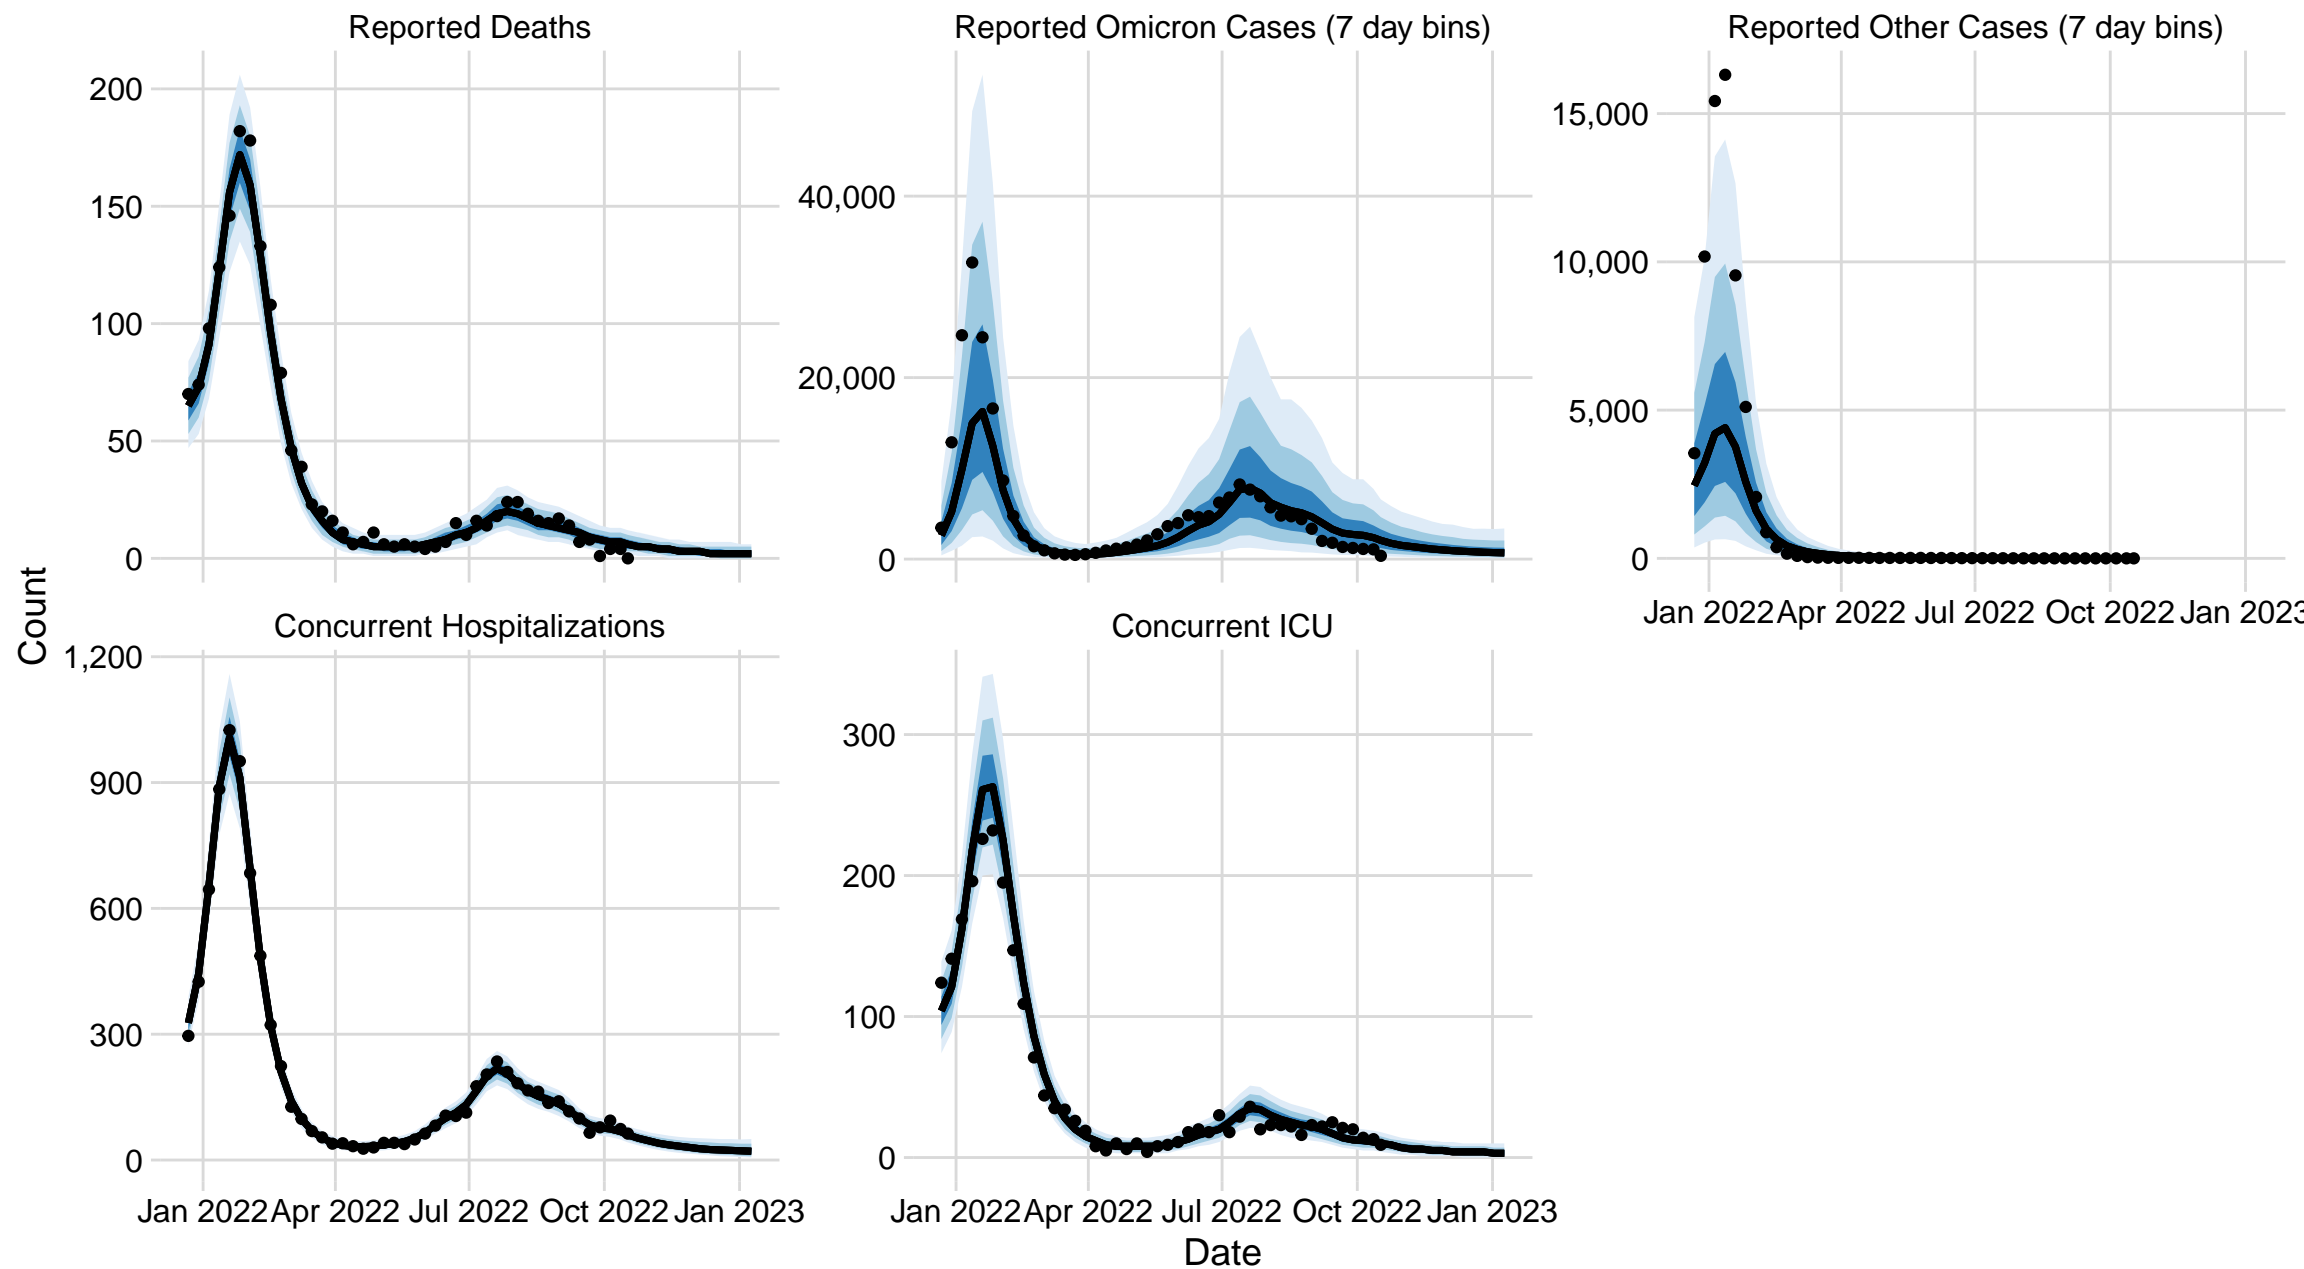 Reported Deaths
Reported Omicron Cases (7 day bins)
Reported Other Cases (7 day bins)
200
150
100
50
0
40,000
20,000
0
15,000
10,000
5,000
0
Jan 2022 Apr 2022 Jul 2022 Oct 2022 Jan 2023
Count
Concurrent Hospitalizations
Concurrent ICU
1,200
900
600
300
0
300
200
100
0
Jan 2022 Apr 2022 Jul 2022 Oct 2022 Jan 2023
Jan 2022 Apr 2022 Jul 2022 Oct 2022 Jan 2023
Date